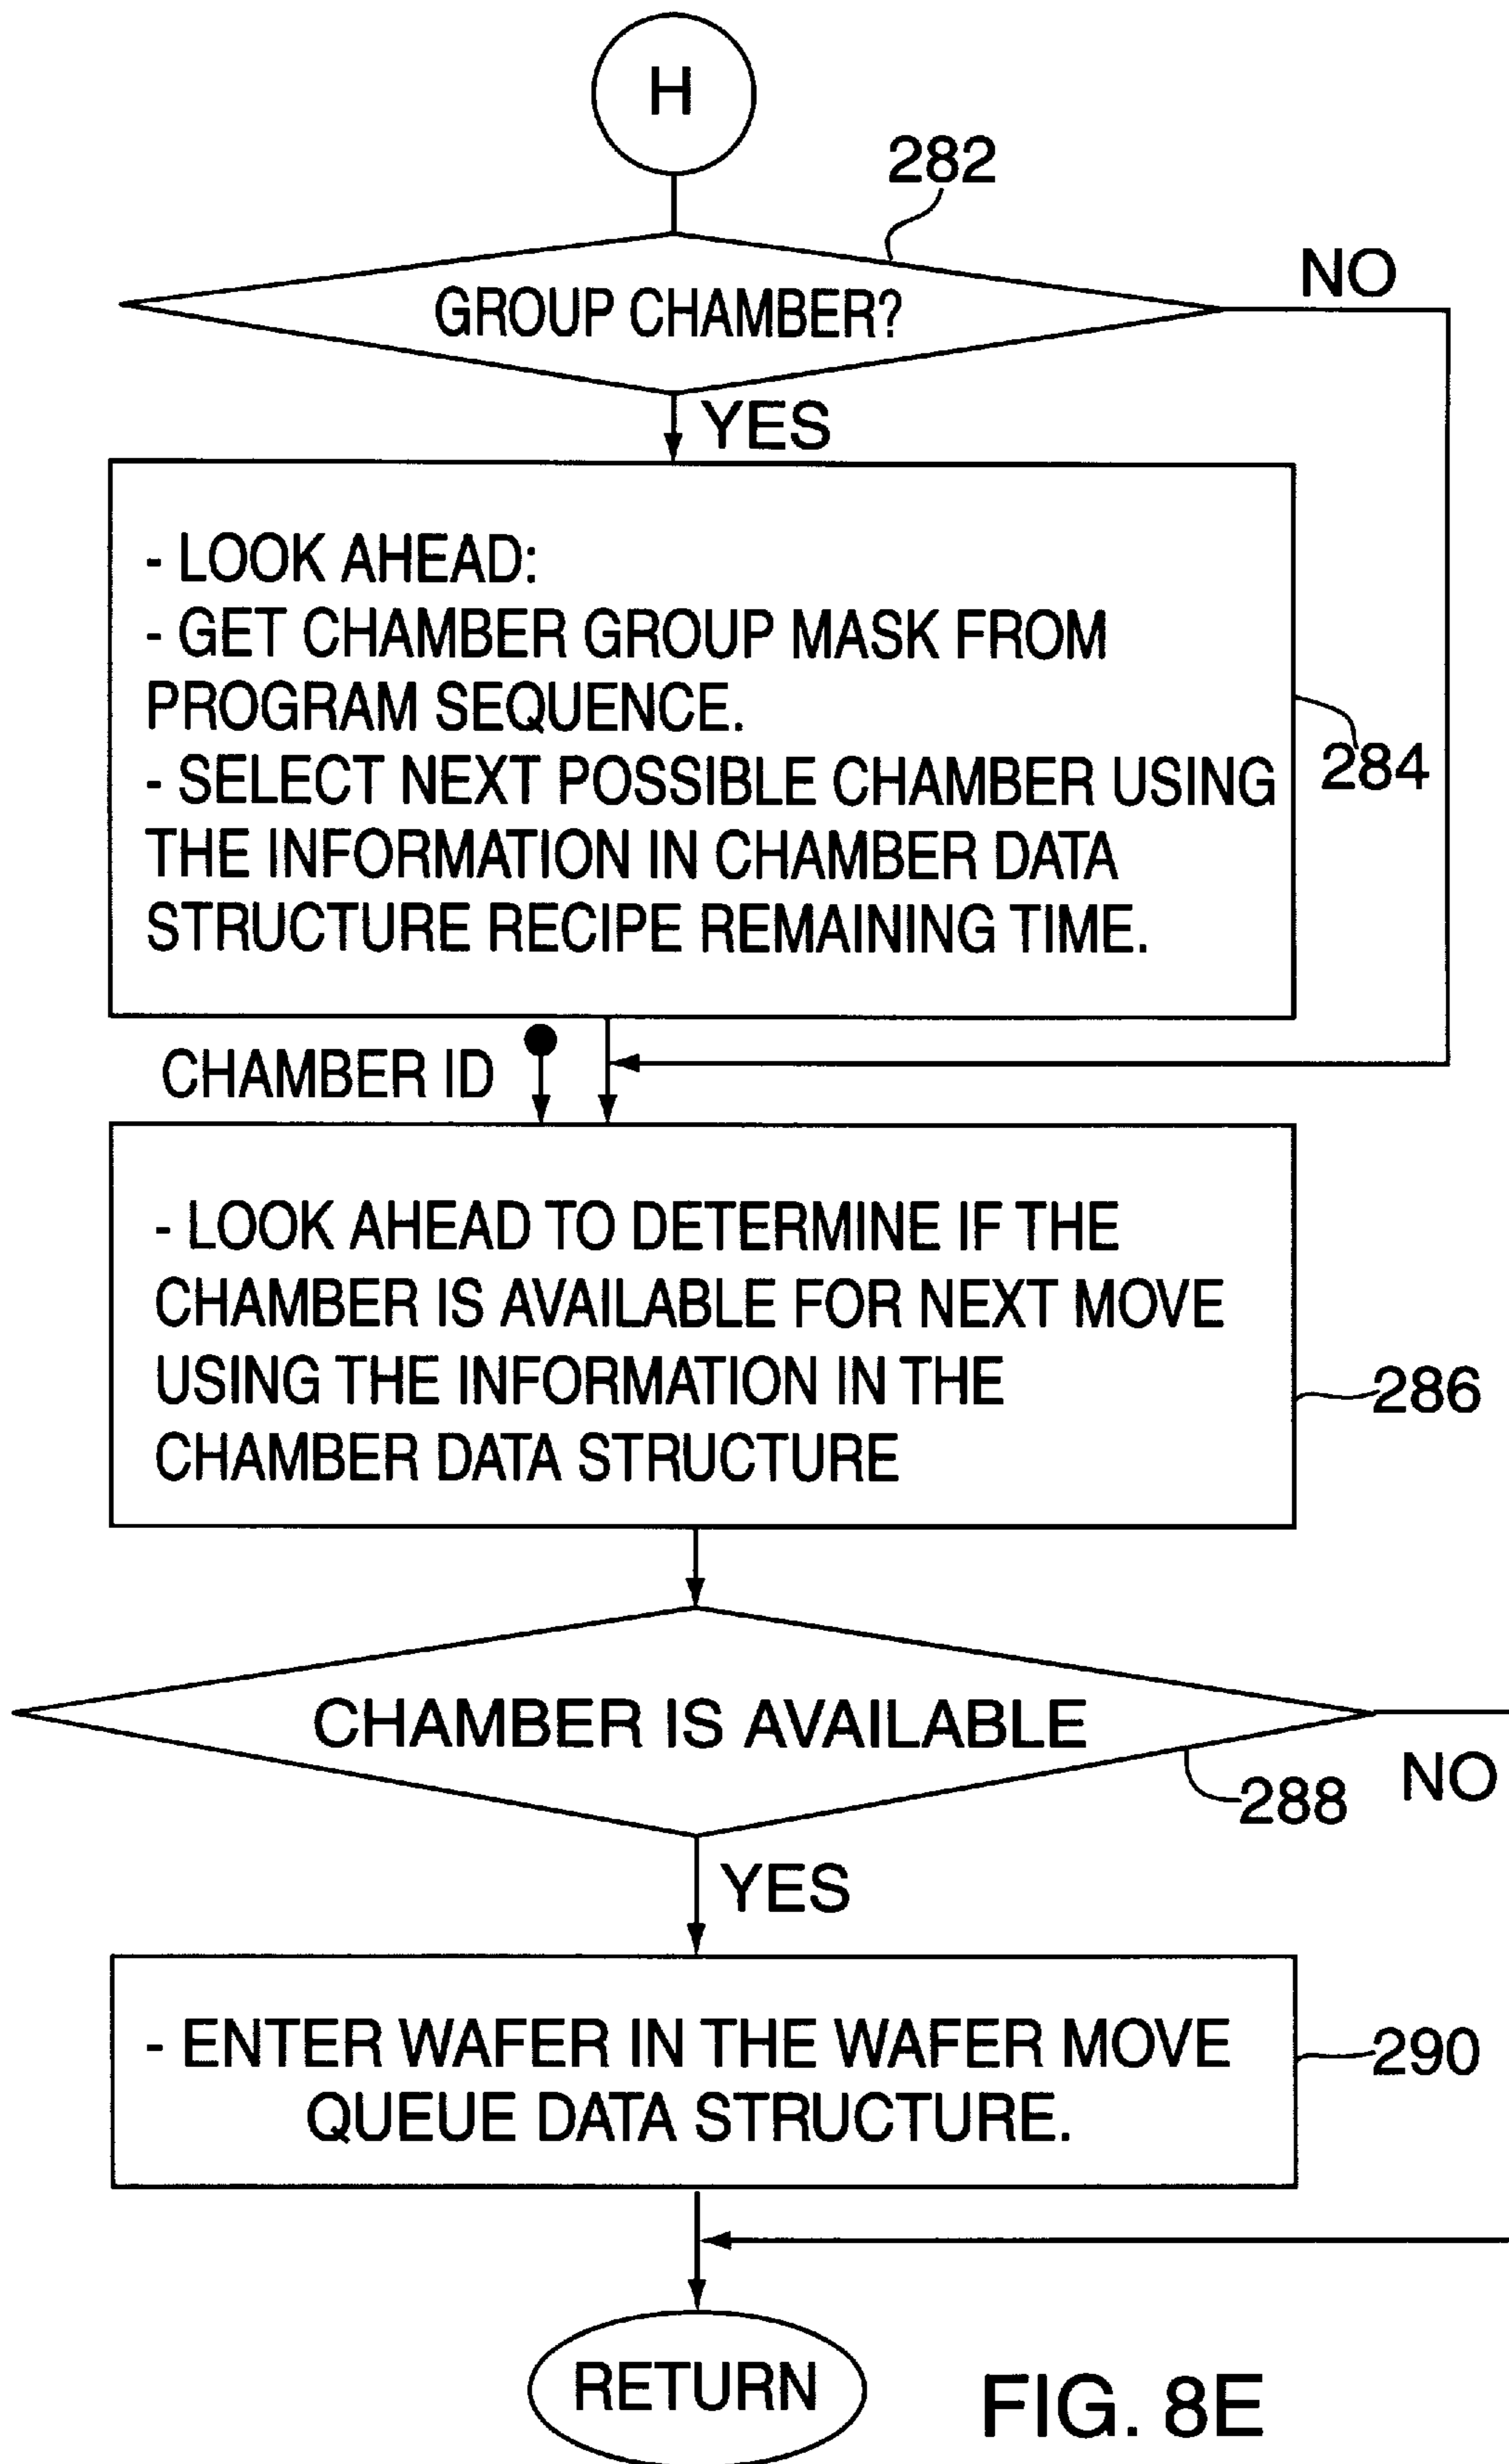 H
282
GROUP CHAMBER?
NO
YES
- LOOK AHEAD:
- GET CHAMBER GROUP MASK FROM
PROGRAM SEQUENCE.
- SELECT NEXT POSSIBLE CHAMBER USING
THE INFORMATION IN CHAMBER DATA
STRUCTURE RECIPE REMAINING TIME.
284
CHAMBER ID
- LOOK AHEAD TO DETERMINE IF THE
CHAMBER IS AVAILABLE FOR NEXT MOVE
USING THE INFORMATION IN THE
CHAMBER DATA STRUCTURE
286
CHAMBER IS AVAILABLE
288
NO
YES
- ENTER WAFER IN THE WAFER MOVE
QUEUE DATA STRUCTURE.
290
RETURN
FIG. 8E